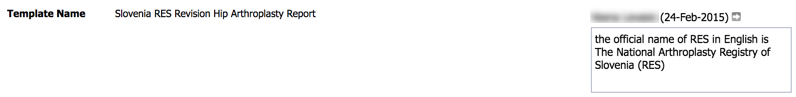 Template Name Slovenia RES Revision Hip Arthroplasty Report
(24-Feb-2015)
the official name of RES in English is
The National Arthroplasty Registry of
Slovenia (RES)